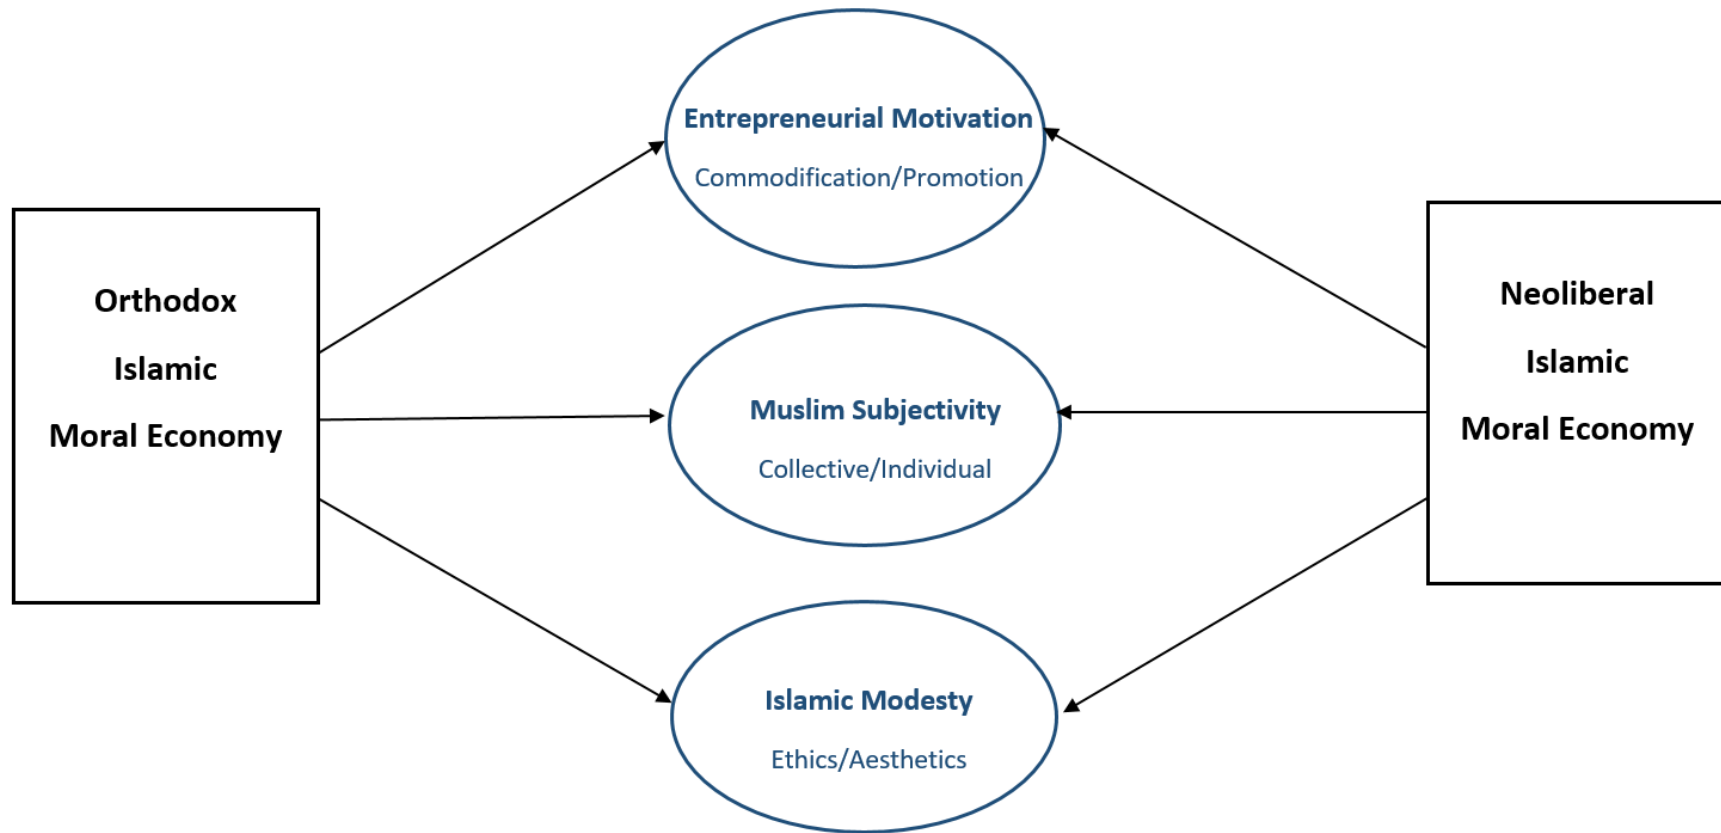 Entrepreneurial Motivation
Commodification/Promotion
Orthodox
Islamic
Moral Economy
Muslim Subjectivity
Collective/Individual
Neoliberal
Islamic
Moral Economy
Islamic Modesty
Ethics/Aesthetics